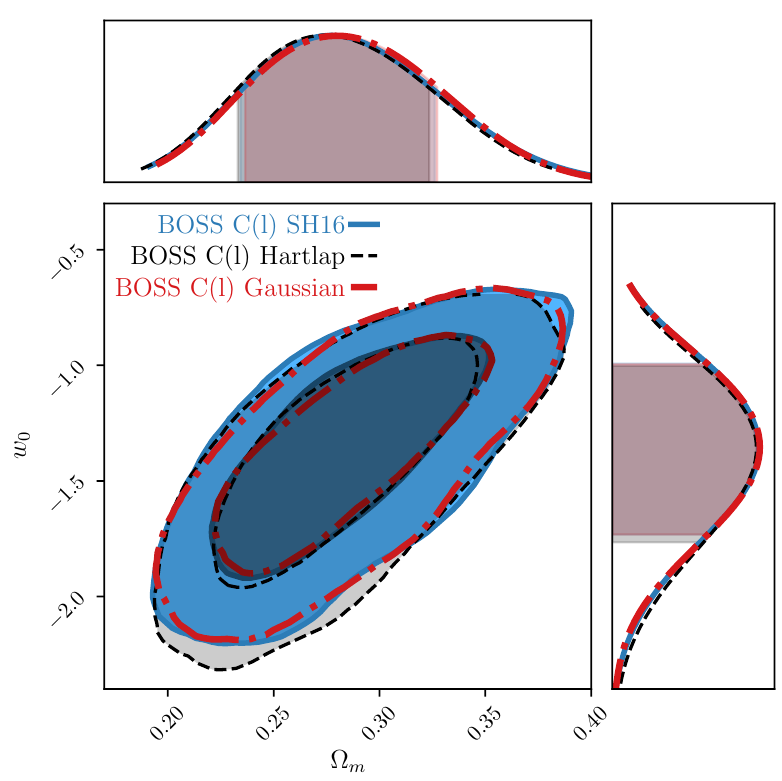 BOSS C(l) SH16
BOSS C(l) Hartlap
BOSS C(l) Gaussian
−0.5
−1.0
−1.5
−2.0
w₀
0.20
0.25
0.30
0.35
0.40
Ωₘ